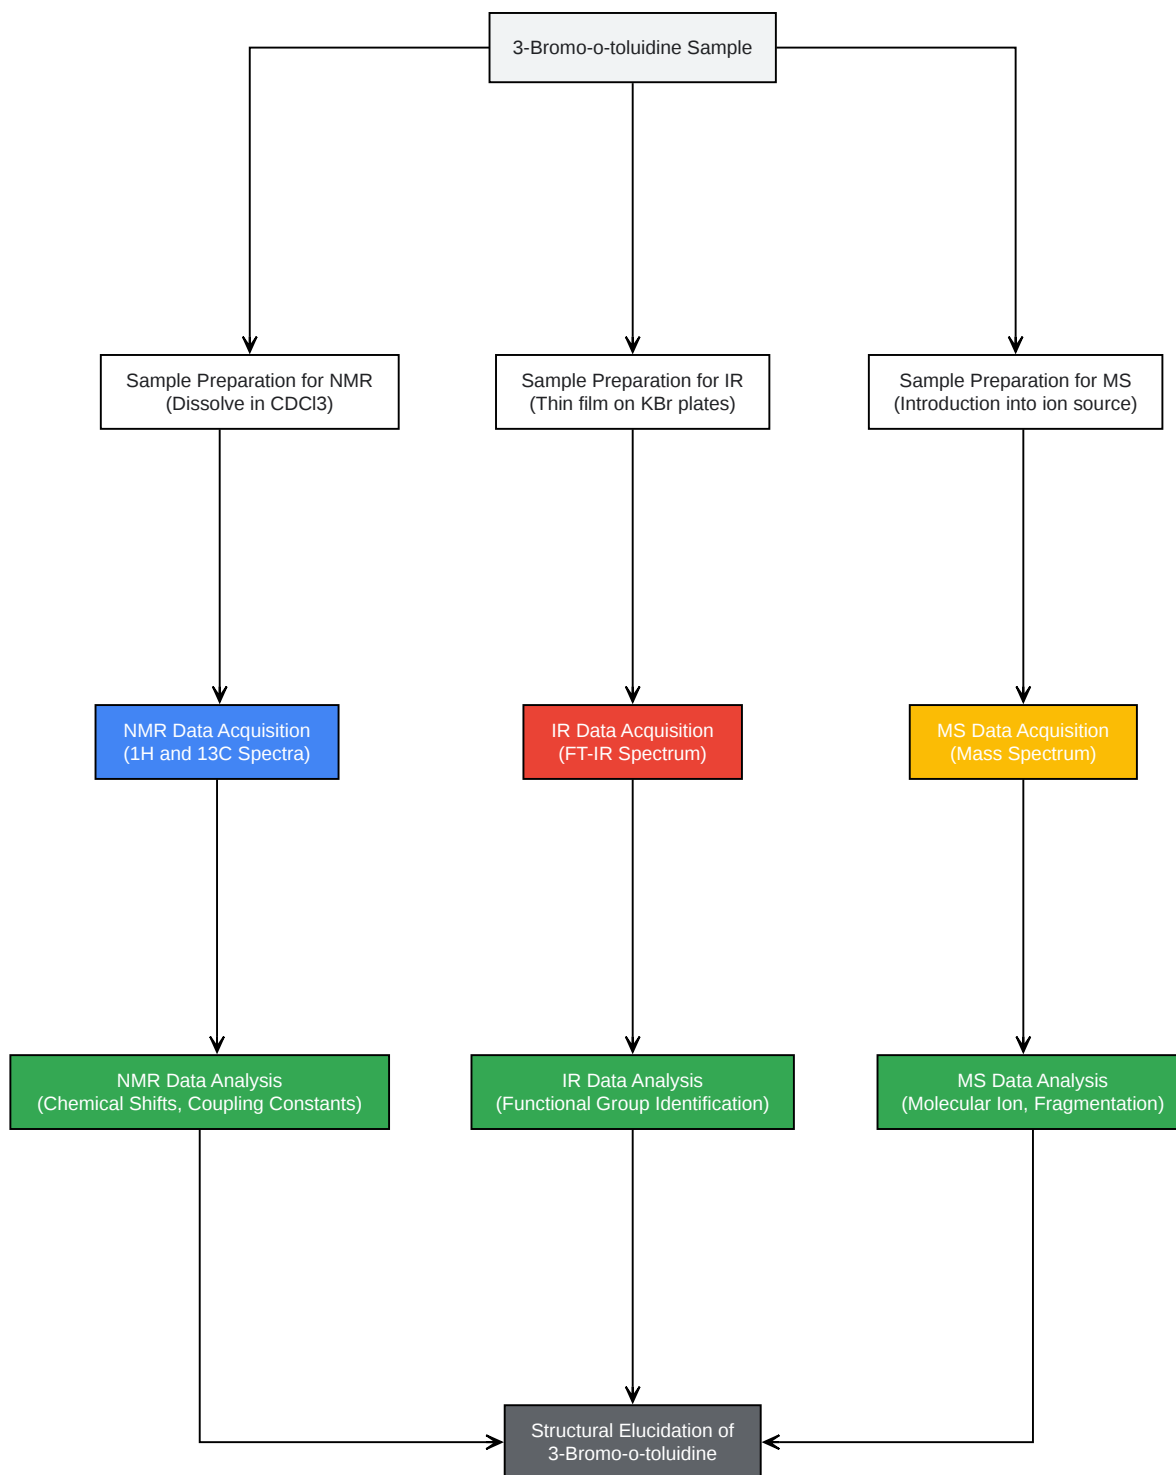 3-Bromo-o-toluidine Sample
Sample Preparation for NMR
(Dissolve in CDCl3)
Sample Preparation for IR
(Thin film on KBr plates)
Sample Preparation for MS
(Introduction into ion source)
NMR Data Acquisition
(1H and 13C Spectra)
IR Data Acquisition
(FT-IR Spectrum)
MS Data Acquisition
(Mass Spectrum)
NMR Data Analysis
(Chemical Shifts, Coupling Constants)
IR Data Analysis
(Functional Group Identification)
MS Data Analysis
(Molecular Ion, Fragmentation)
Structural Elucidation of
3-Bromo-o-toluidine